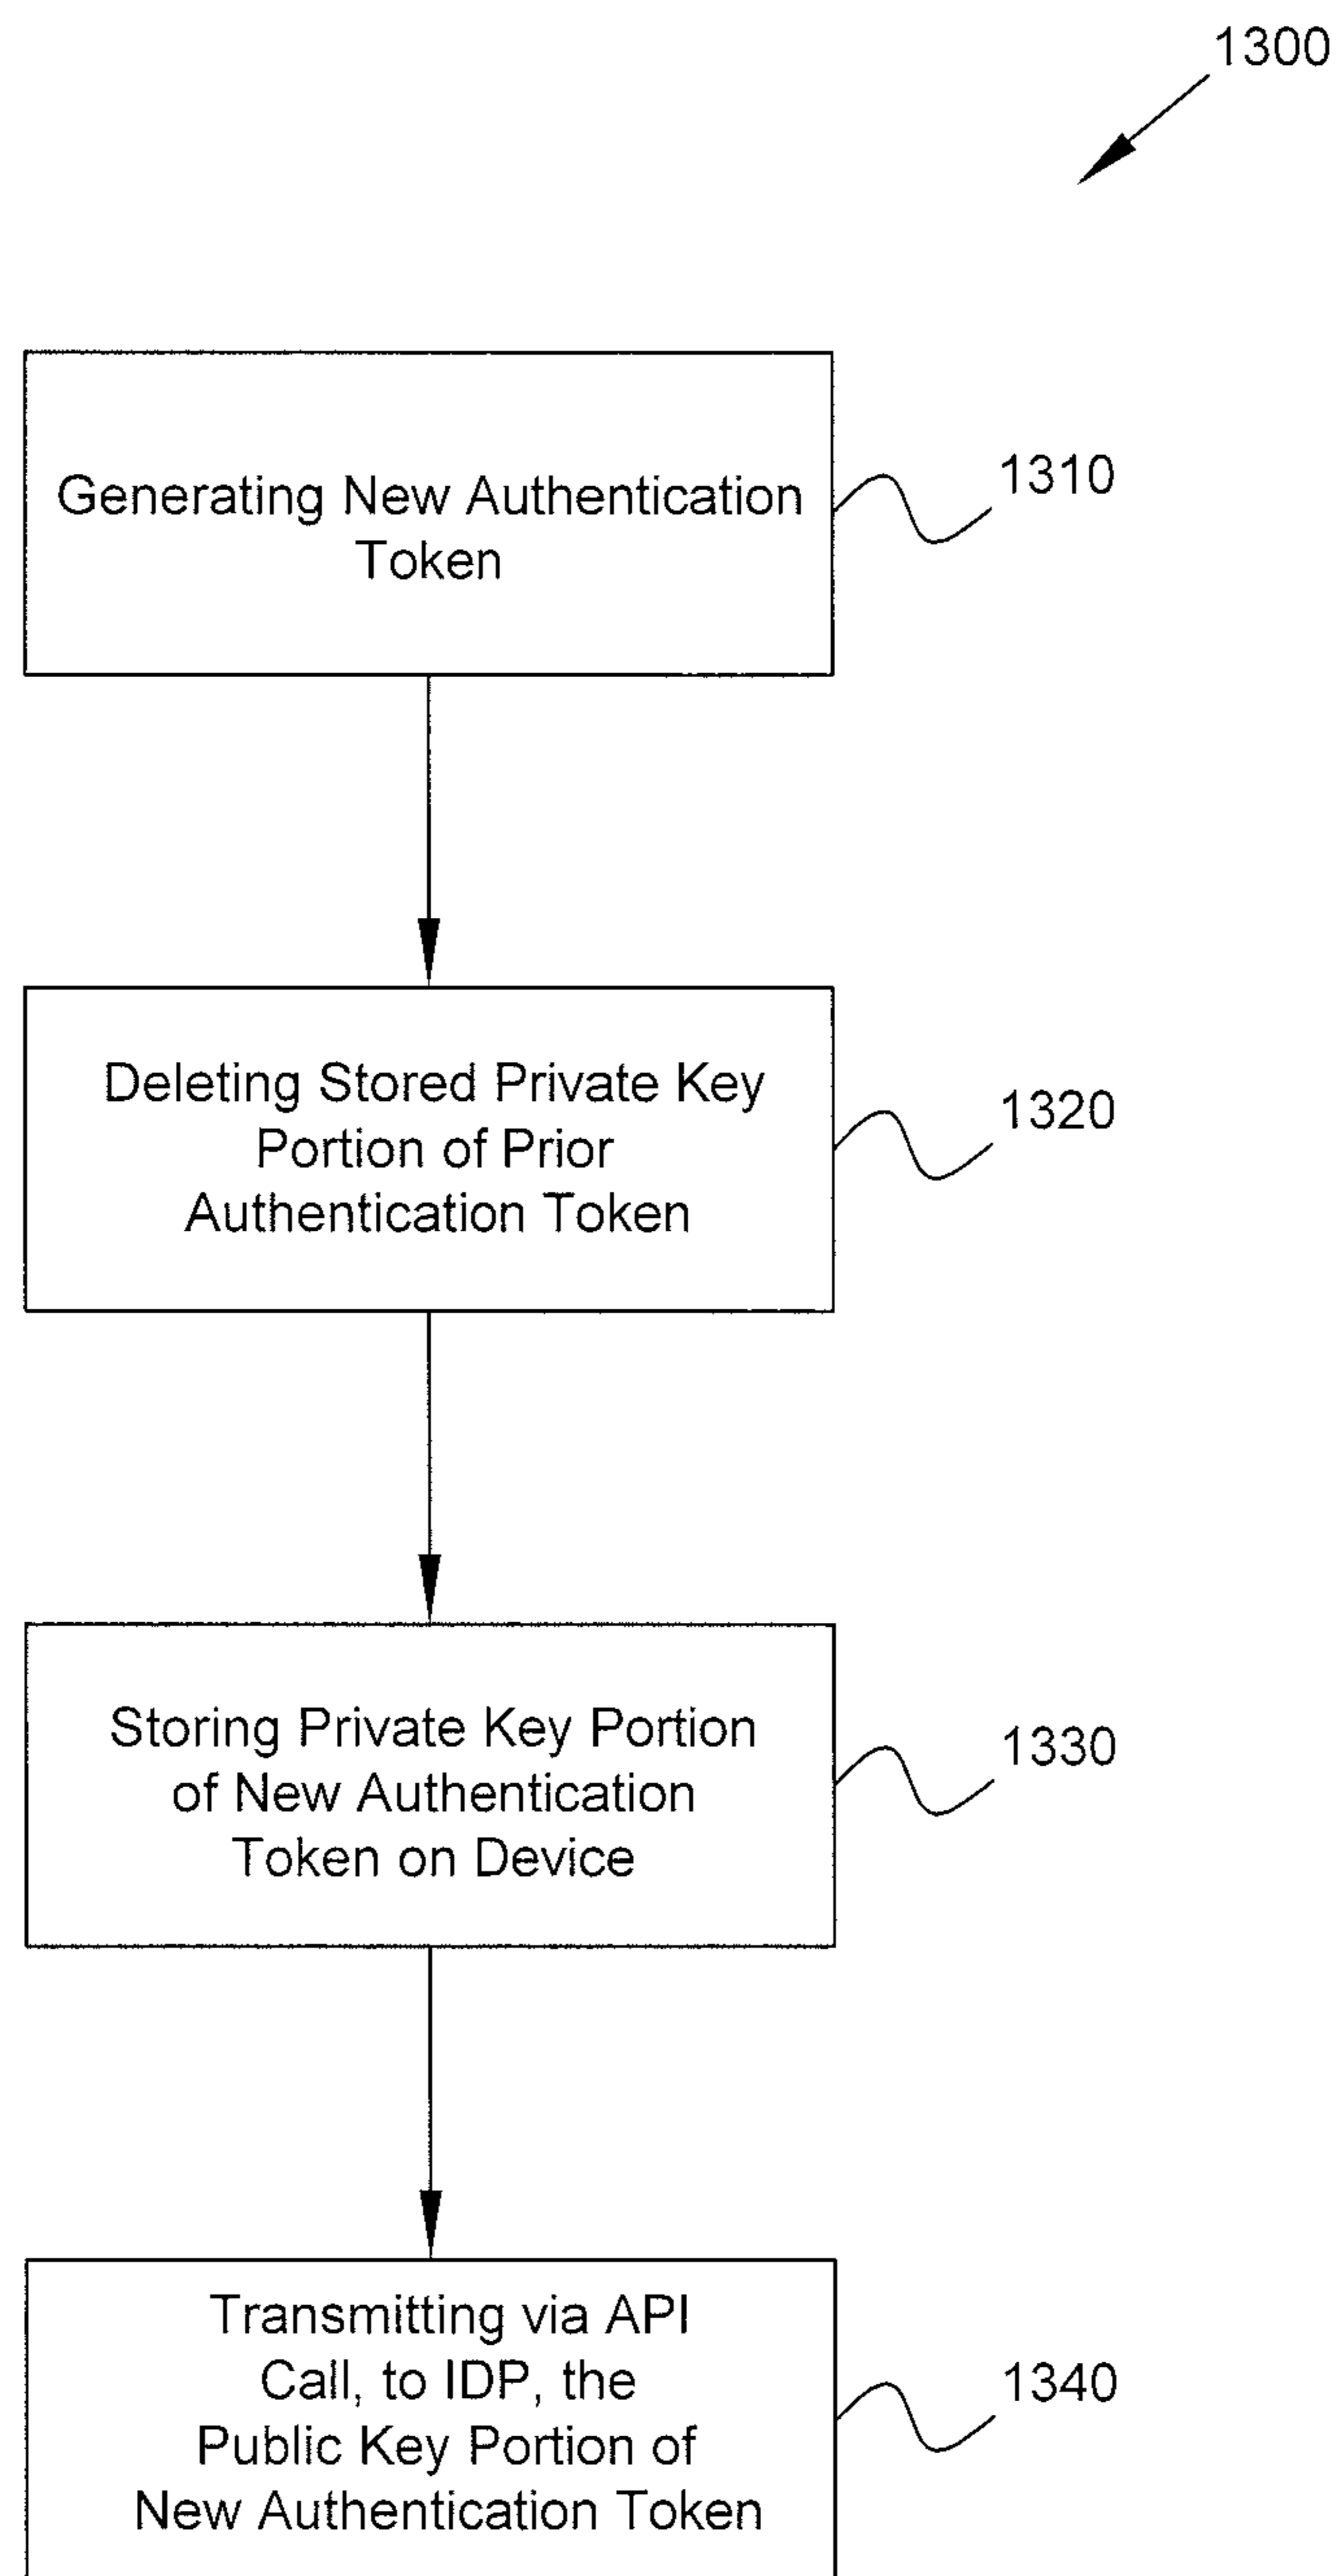 1300
Generating New Authentication
Token
1310
Deleting Stored Private Key
Portion of Prior
Authentication Token
1320
Storing Private Key Portion
of New Authentication
Token on Device
1330
Transmitting via API
Call, to IDP, the
Public Key Portion of
New Authentication Token
1340